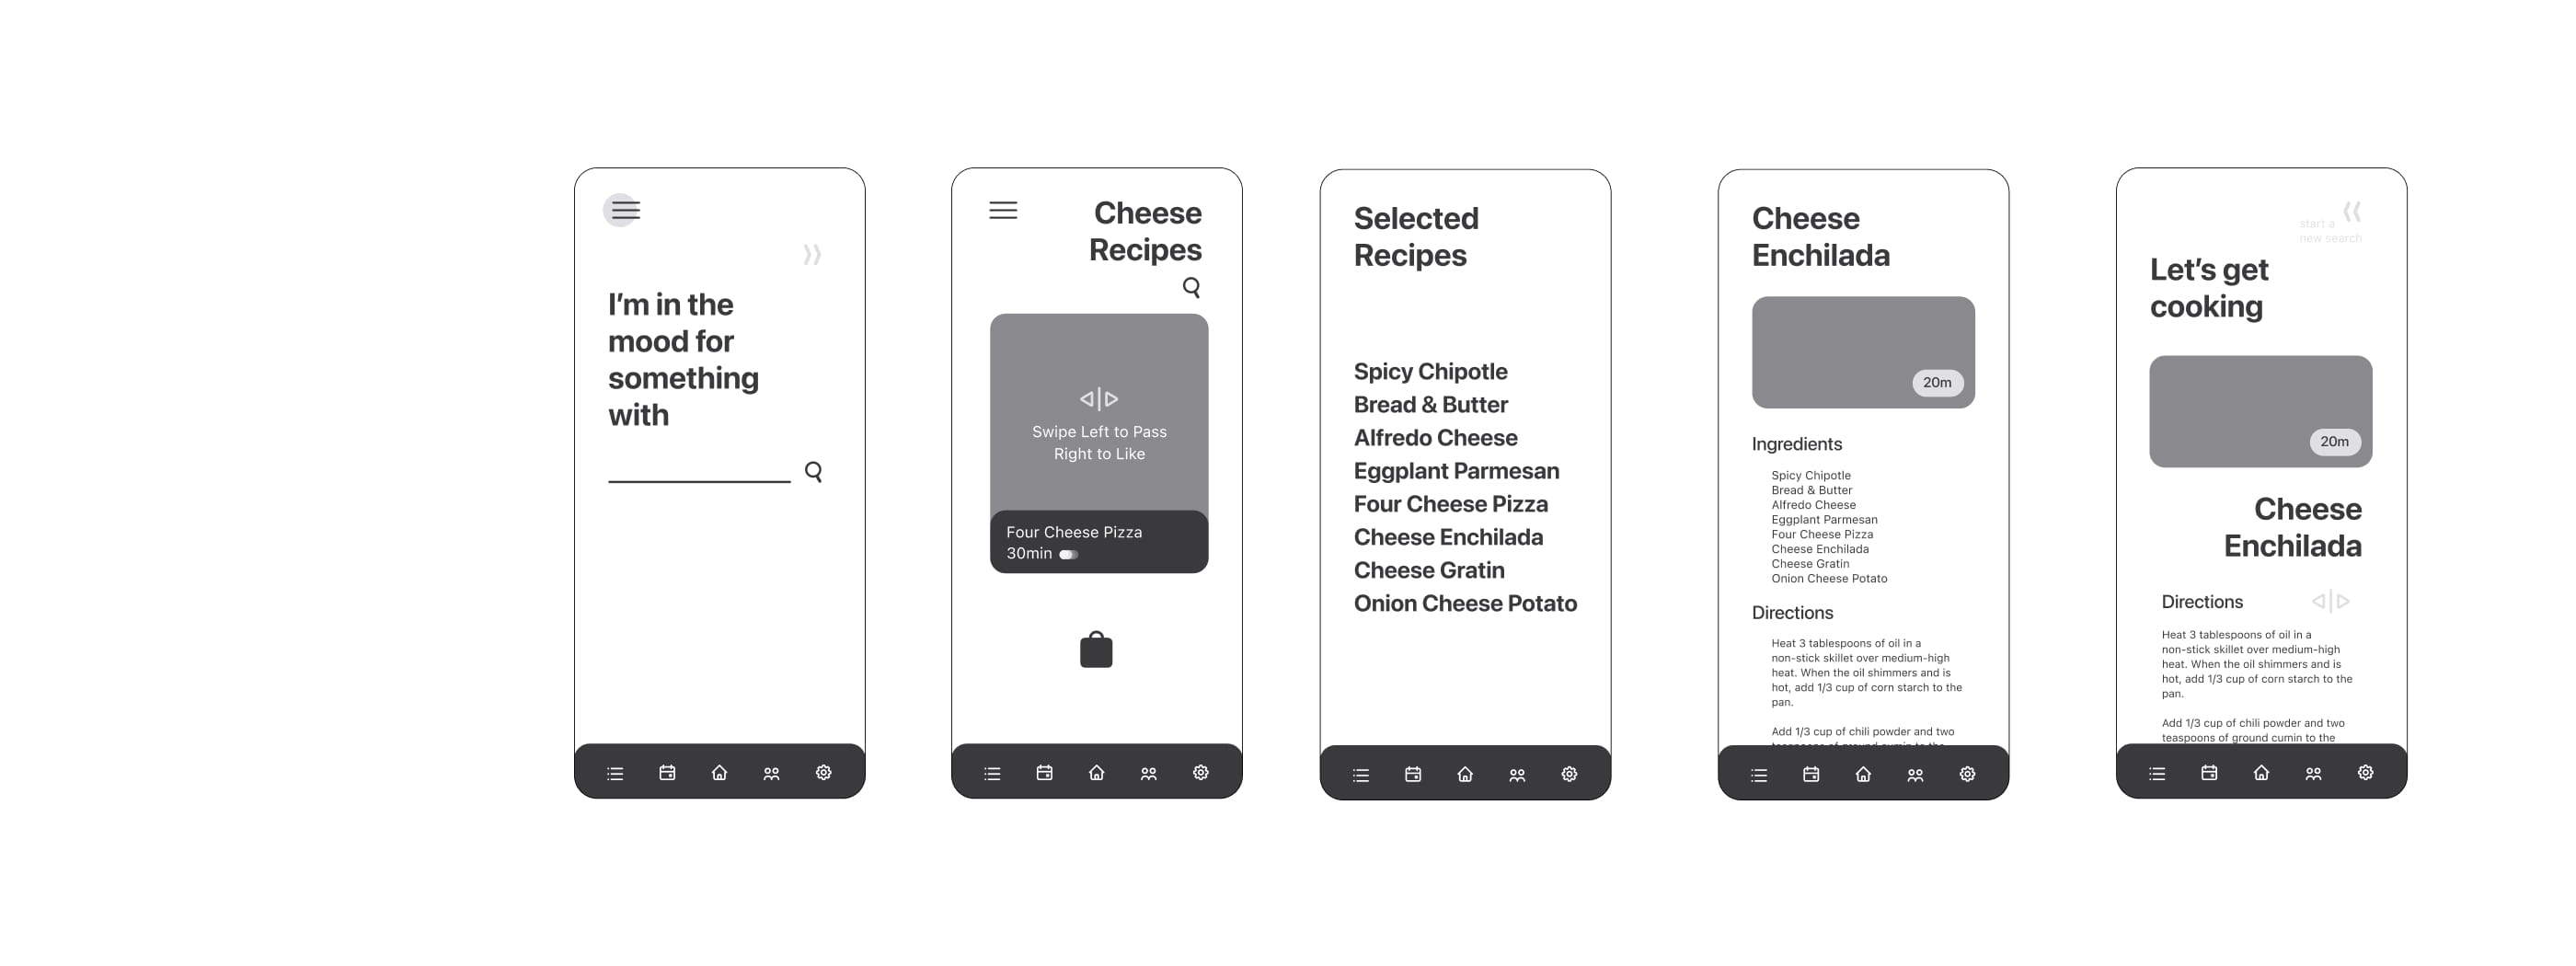 I'm in the
mood for
something
with
Cheese
Recipes
Swipe Left to Pass
Right to Like
Four Cheese Pizza
30min
Selected
Recipes
Spicy Chipotle
Bread & Butter
Alfredo Cheese
Eggplant Parmesan
Four Cheese Pizza
Cheese Enchilada
Cheese Gratin
Onion Cheese Potato
Cheese
Enchilada
20m
Ingredients
Spicy Chipotle
Bread & Butter
Alfredo Cheese
Eggplant Parmesan
Four Cheese Pizza
Cheese Enchilada
Cheese Gratin
Onion Cheese Potato
Directions
Heat 3 tablespoons of oil in a
non-stick skillet over medium-high
heat. When the oil shimmers and is
hot, add 1/3 cup of corn starch to the
pan.
Add 1/3 cup of chili powder and two
teaspoons of ground cumin to the
start a
new search
Let's get
cooking
20m
Cheese
Enchilada
Directions
Heat 3 tablespoons of oil in a
non-stick skillet over medium-high
heat. When the oil shimmers and is
hot, add 1/3 cup of corn starch to the
pan.
Add 1/3 cup of chili powder and two
teaspoons of ground cumin to the